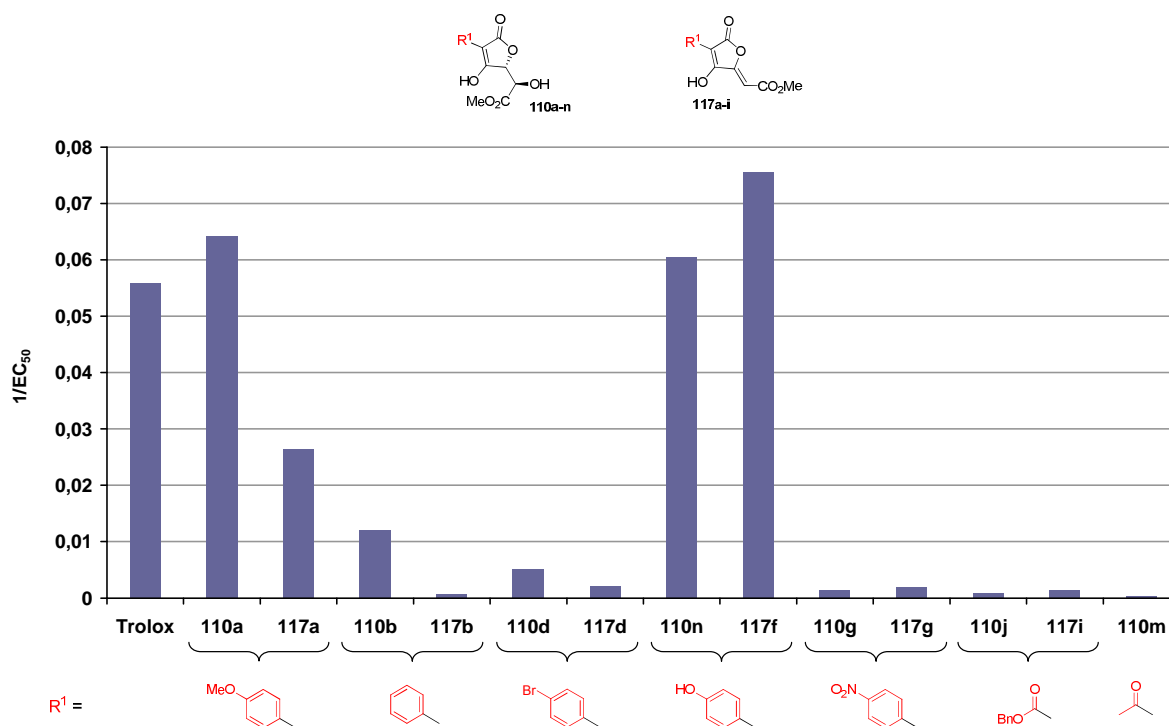 O
R¹
O
HO
OH
MeO₂C
110a-n
O
R¹
O
HO
CO₂Me
117a-i
0,08
0,07
0,06
0,05
0,04
0,03
0,02
0,01
0
1/EC₅₀
Trolox 110a 117a 110b 117b 110d 117d 110n 117f 110g 117g 110j 117i 110m
R¹ =
MeO
Br
HO
NO₂
O
BnO
O